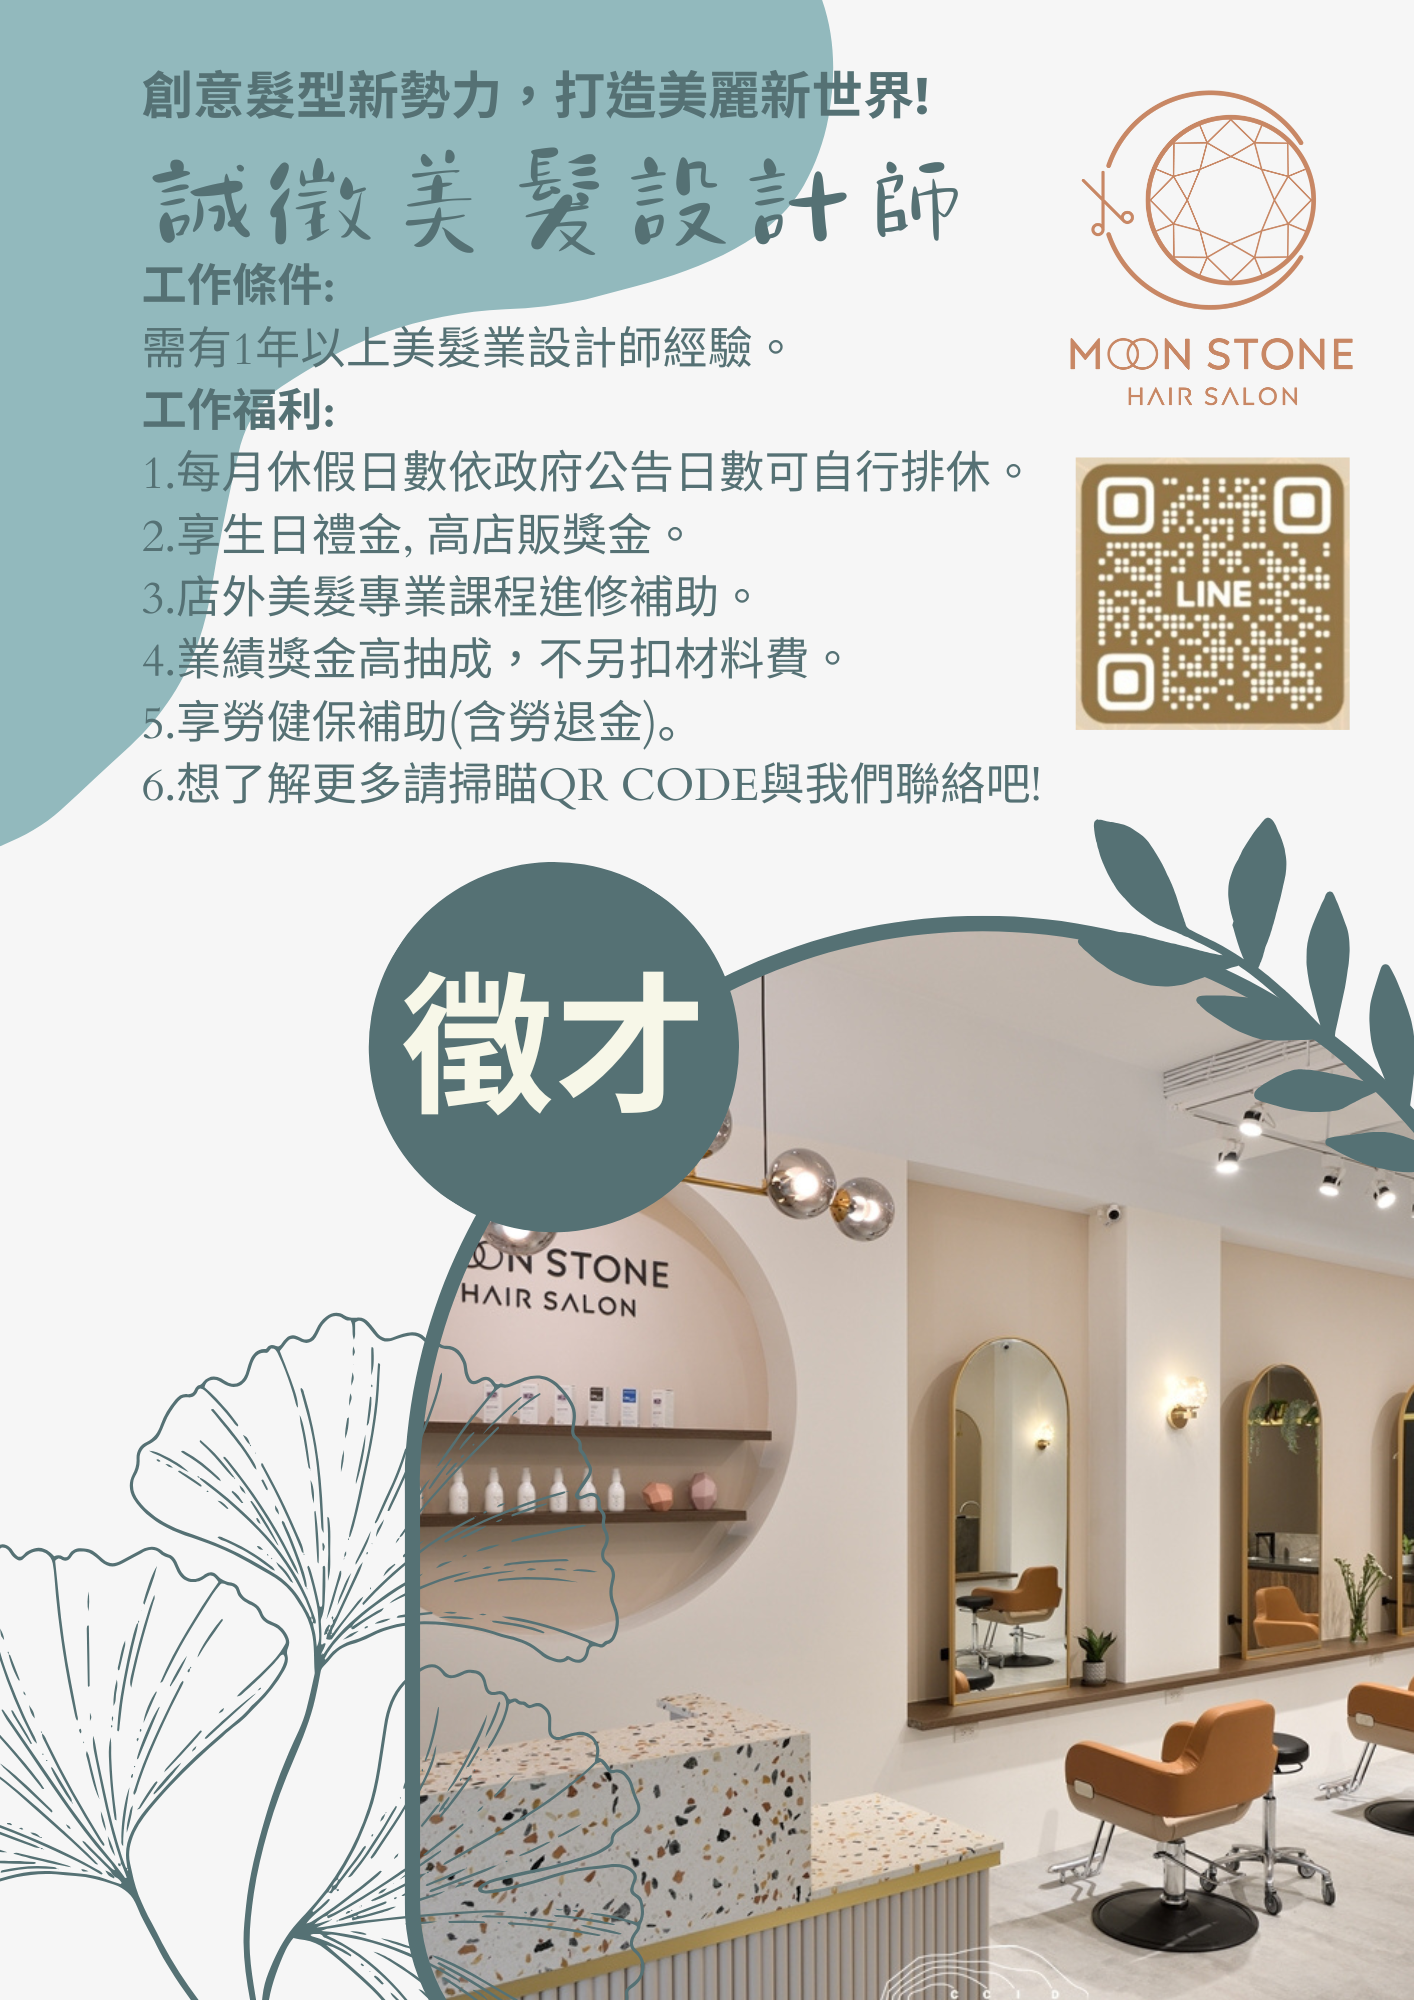 創意髮型新勢力，打造美麗新世界!
誠徵美髮設計師
工作條件:
需有1年以上美髮業設計師經驗。
工作福利:
1.每月休假日數依政府公告日數可自行排休。
2.享生日禮金, 高店販獎金。
3.店外美髮專業課程進修補助。
4.業績獎金高抽成，不另扣材料費。
5.享勞健保補助(含勞退金)。
6.想了解更多請掃瞄QR CODE與我們聯絡吧!
MOON STONE
HAIR SALON
LINE
徵才
OON STONE
HAIR SALON
CCID